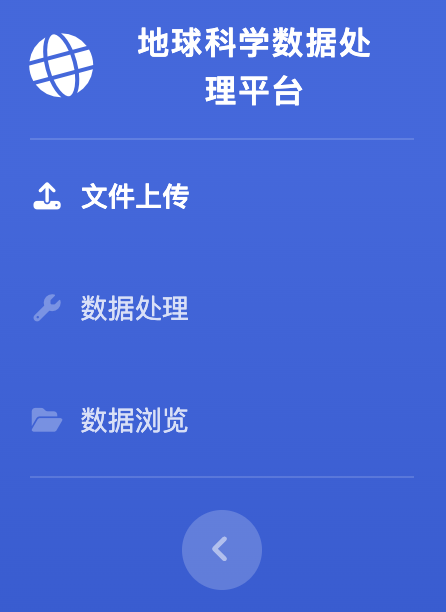 地球科学数据处
理平台
文件上传
数据处理
数据浏览